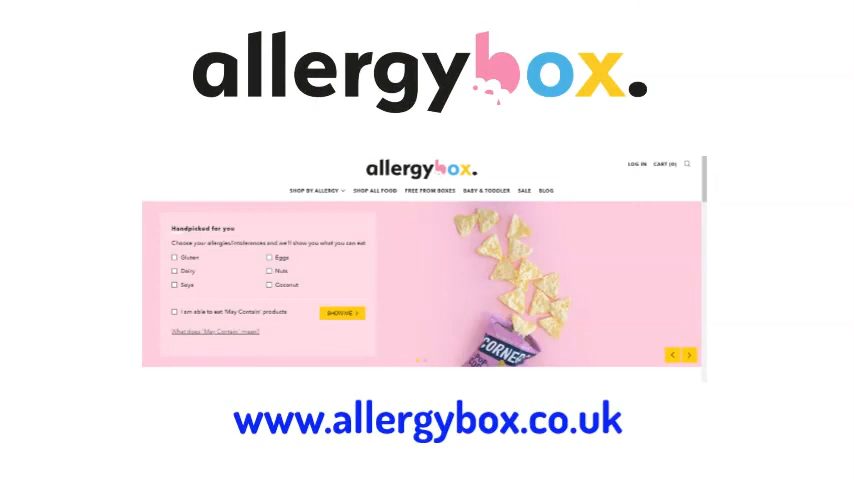 allergybox.
allergybox.
LOG IN CART (0)
SHOP BY ALLERGY SHOP ALL FOOD FREE FROM BOXES BABY & TODDLER SALE BLOG
Handpicked for you
Choose your allergies/intolerances and we'll show you what you can eat
Gluten Eggs
Dairy Nuts
Soya Coconut
I am able to eat 'May Contain' products SHOW ME >
What does 'May Contain' mean?
CORNER
www.allergybox.co.uk